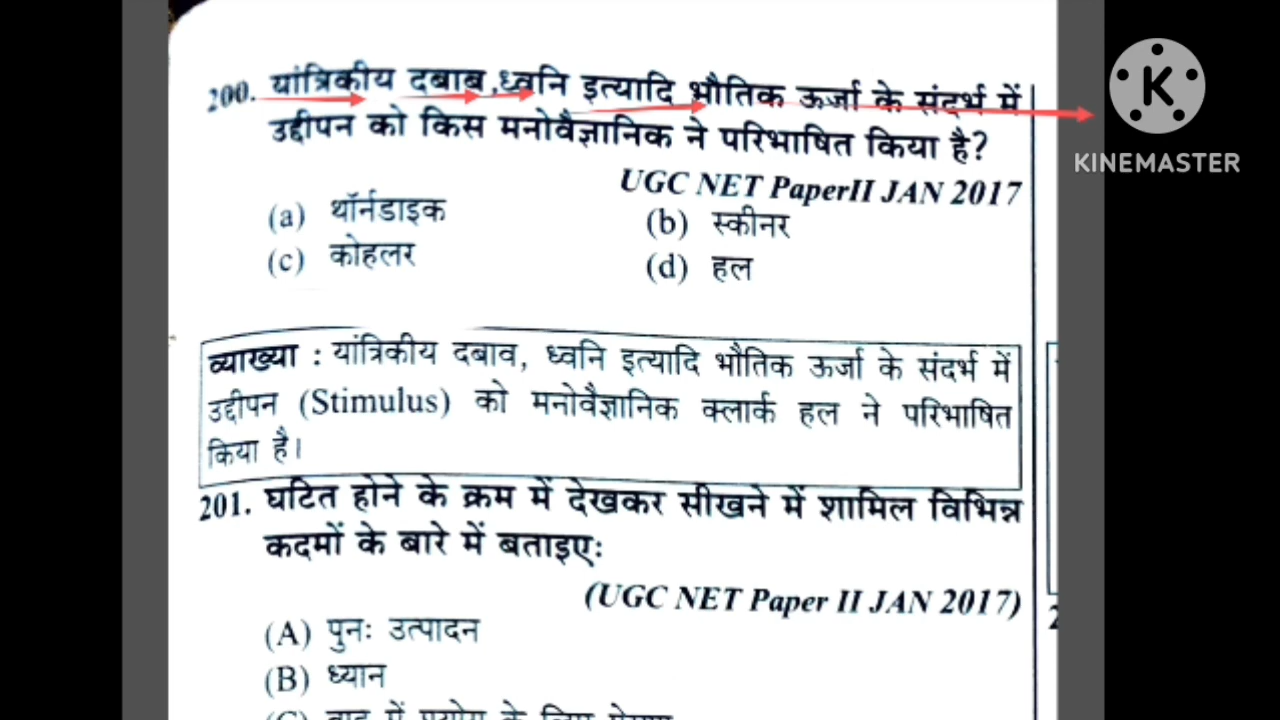 200. यांत्रिकीय दबाब,ध्वनि इत्यादि भौतिक ऊर्जा के संदर्भ में
उद्दीपन को किस मनोवैज्ञानिक ने परिभाषित किया है?
UGC NET PaperII JAN 2017
(a) थॉर्नडाइक (b) स्कीनर
(c) कोहलर (d) हल
व्याख्या : यांत्रिकीय दबाव, ध्वनि इत्यादि भौतिक ऊर्जा के संदर्भ में
उद्दीपन (Stimulus) को मनोवैज्ञानिक क्लार्क हल ने परिभाषित
किया है।
201. घटित होने के क्रम में देखकर सीखने में शामिल विभिन्न
कदमों के बारे में बताइए:
(UGC NET Paper II JAN 2017)
(A) पुनः उत्पादन
(B) ध्यान
K
KINEMASTER